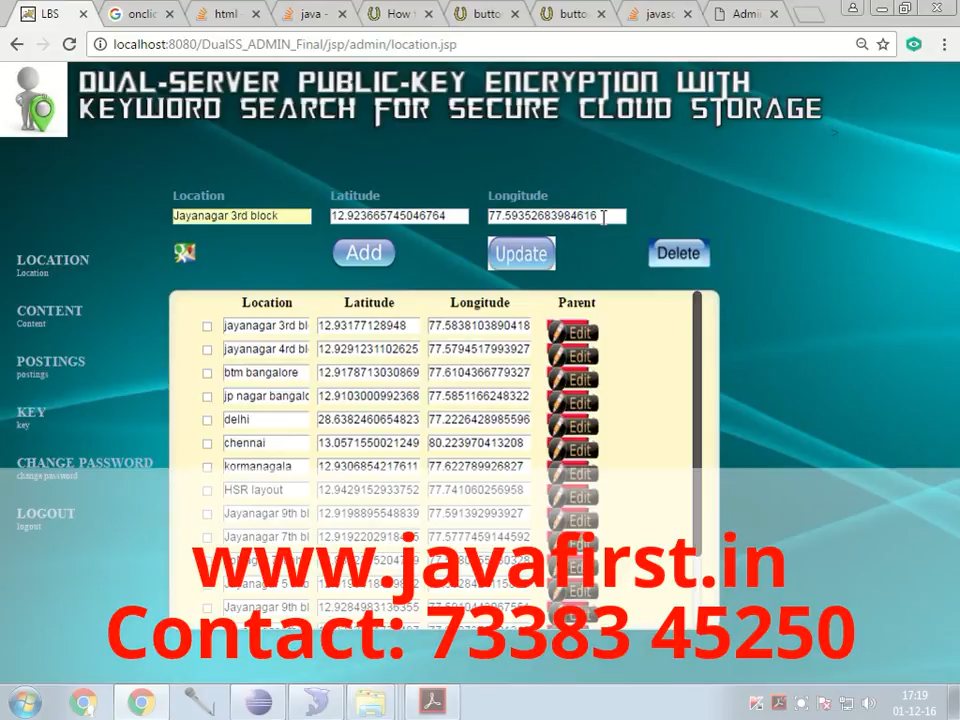 LBS
onclic
html -
java -
How t
butto
butto
javasc
Admi
localhost:8080/DualSS_ADMIN_Final/jsp/admin/location.jsp
DUAL-SERVER PUBLIC-KEY ENCRYPTION WITH
KEYWORD SEARCH FOR SECURE CLOUD STORAGE
>
Location Latitude Longitude
Jayanagar 3rd block 12.923665745046764 77.59352683984616
Add Update Delete
LOCATION
Location
CONTENT
Content
POSTINGS
postings
KEY
key
CHANGE PASSWORD
change password
LOGOUT
logout
Location Latitude Longitude Parent
jayanagar 3rd bl 12.93177128948 77.5838103890418 Edit
jayanagar 4rd bl 12.9291231102625 77.5794517993927 Edit
btm bangalore 12.9178713030869 77.6104366779327 Edit
jp nagar bangalo 12.9103000992368 77.5851166248322 Edit
delhi 28.6382460654823 77.2226428985596 Edit
chennai 13.0571550021249 80.223970413208 Edit
kormanagala 12.9306854217611 77.622789926827 Edit
HSR layout 12.9429152933752 77.741060256958 Edit
Jayanagar 9th bl 12.9198895548839 77.591392993927 Edit
Jayanagar 7th bl 77.5777459144592
Jayanagar 9th bl 12.9284983136355
www.javafirst.in
Contact: 73383 45250
17:19
01-12-16